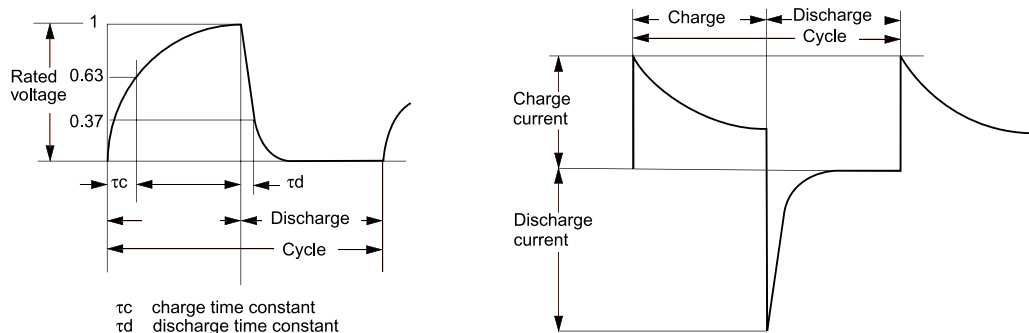 1
Rated
voltage
0.63
0.37
τc
τd
Discharge
Cycle
τc charge time constant
τd discharge time constant
Charge
Discharge
Cycle
Charge
current
Discharge
current